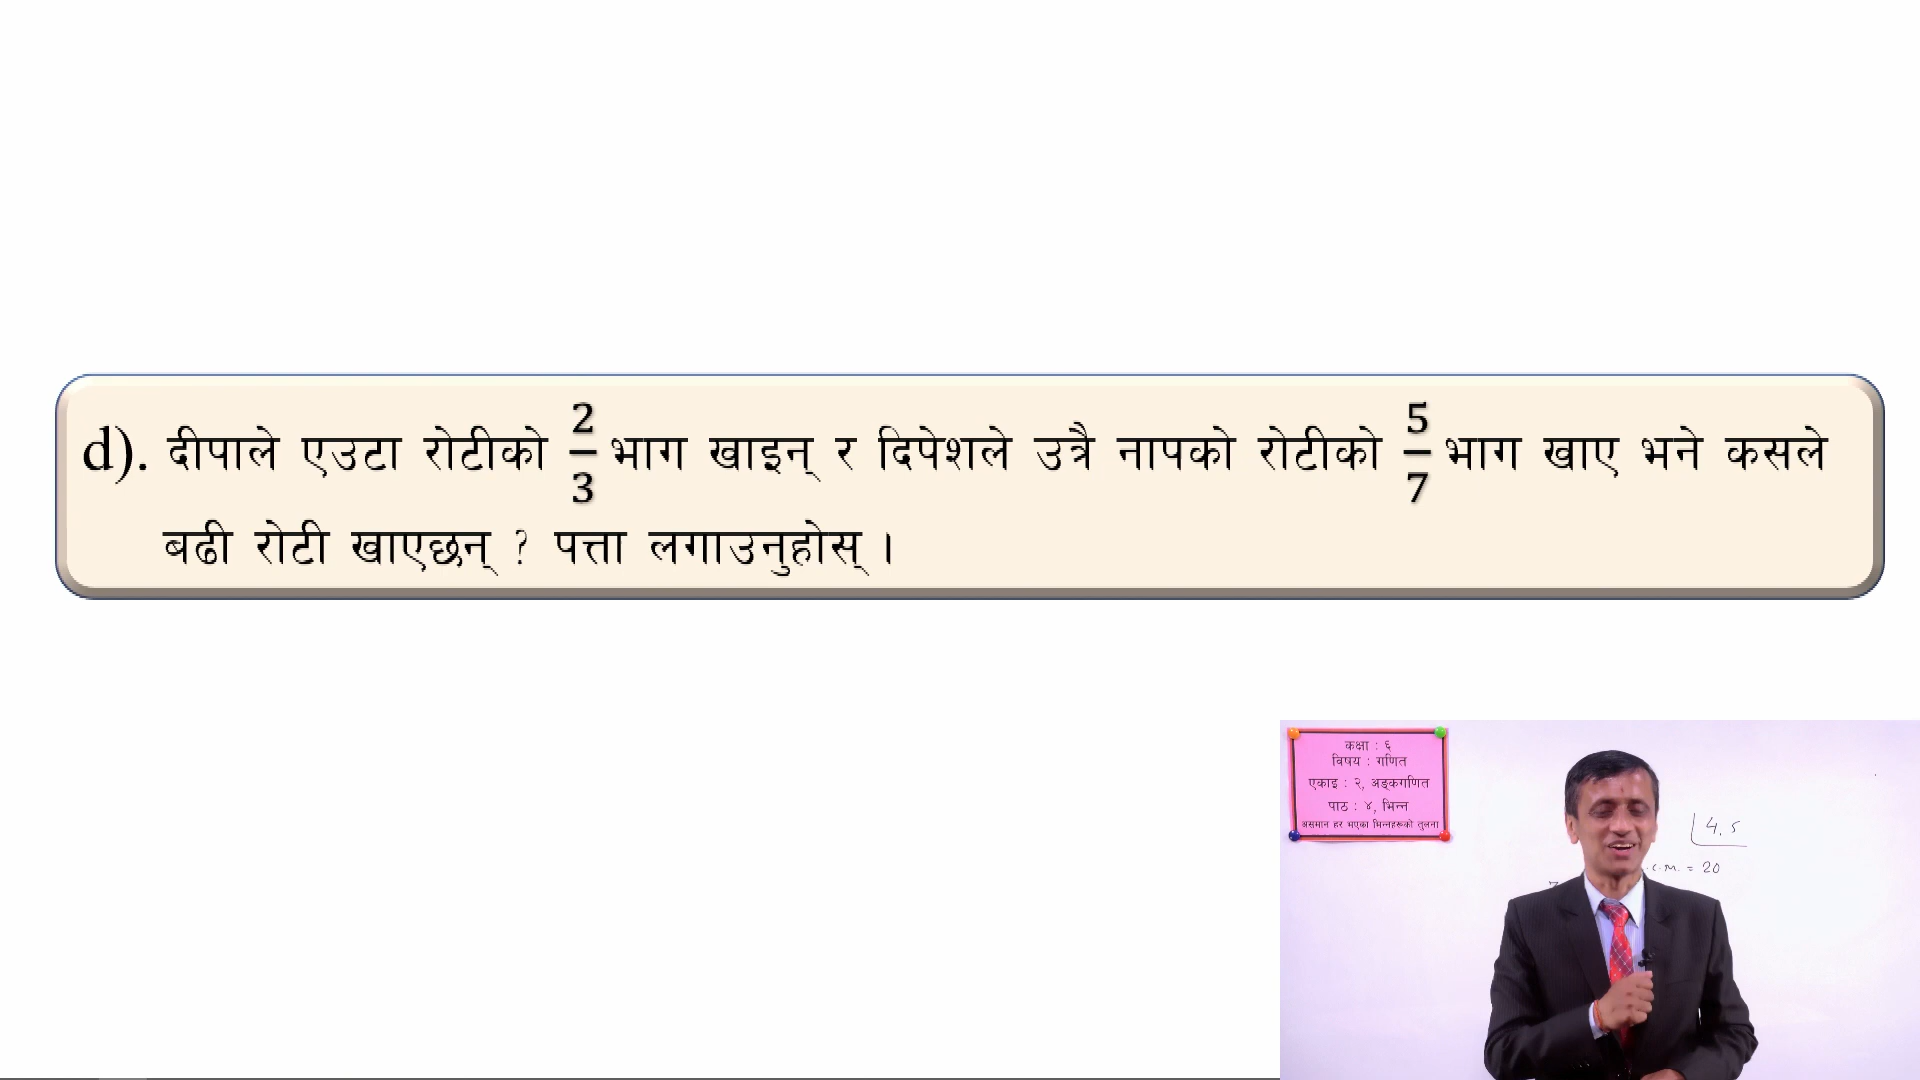 d). दीपाले एउटा रोटीको 2/3 भाग खाइन् र दिपेशले उत्रै नापको रोटीको 5/7 भाग खाए भने कसले
बढी रोटी खाएछन् ? पत्ता लगाउनुहोस् ।
कक्षा : ६
विषय : गणित
एकाइ : २, अङ्कगणित
पाठ : ४, भिन्न
असमान हर भएका भिन्नहरूको तुलना
4, 5
.c.m. = 20